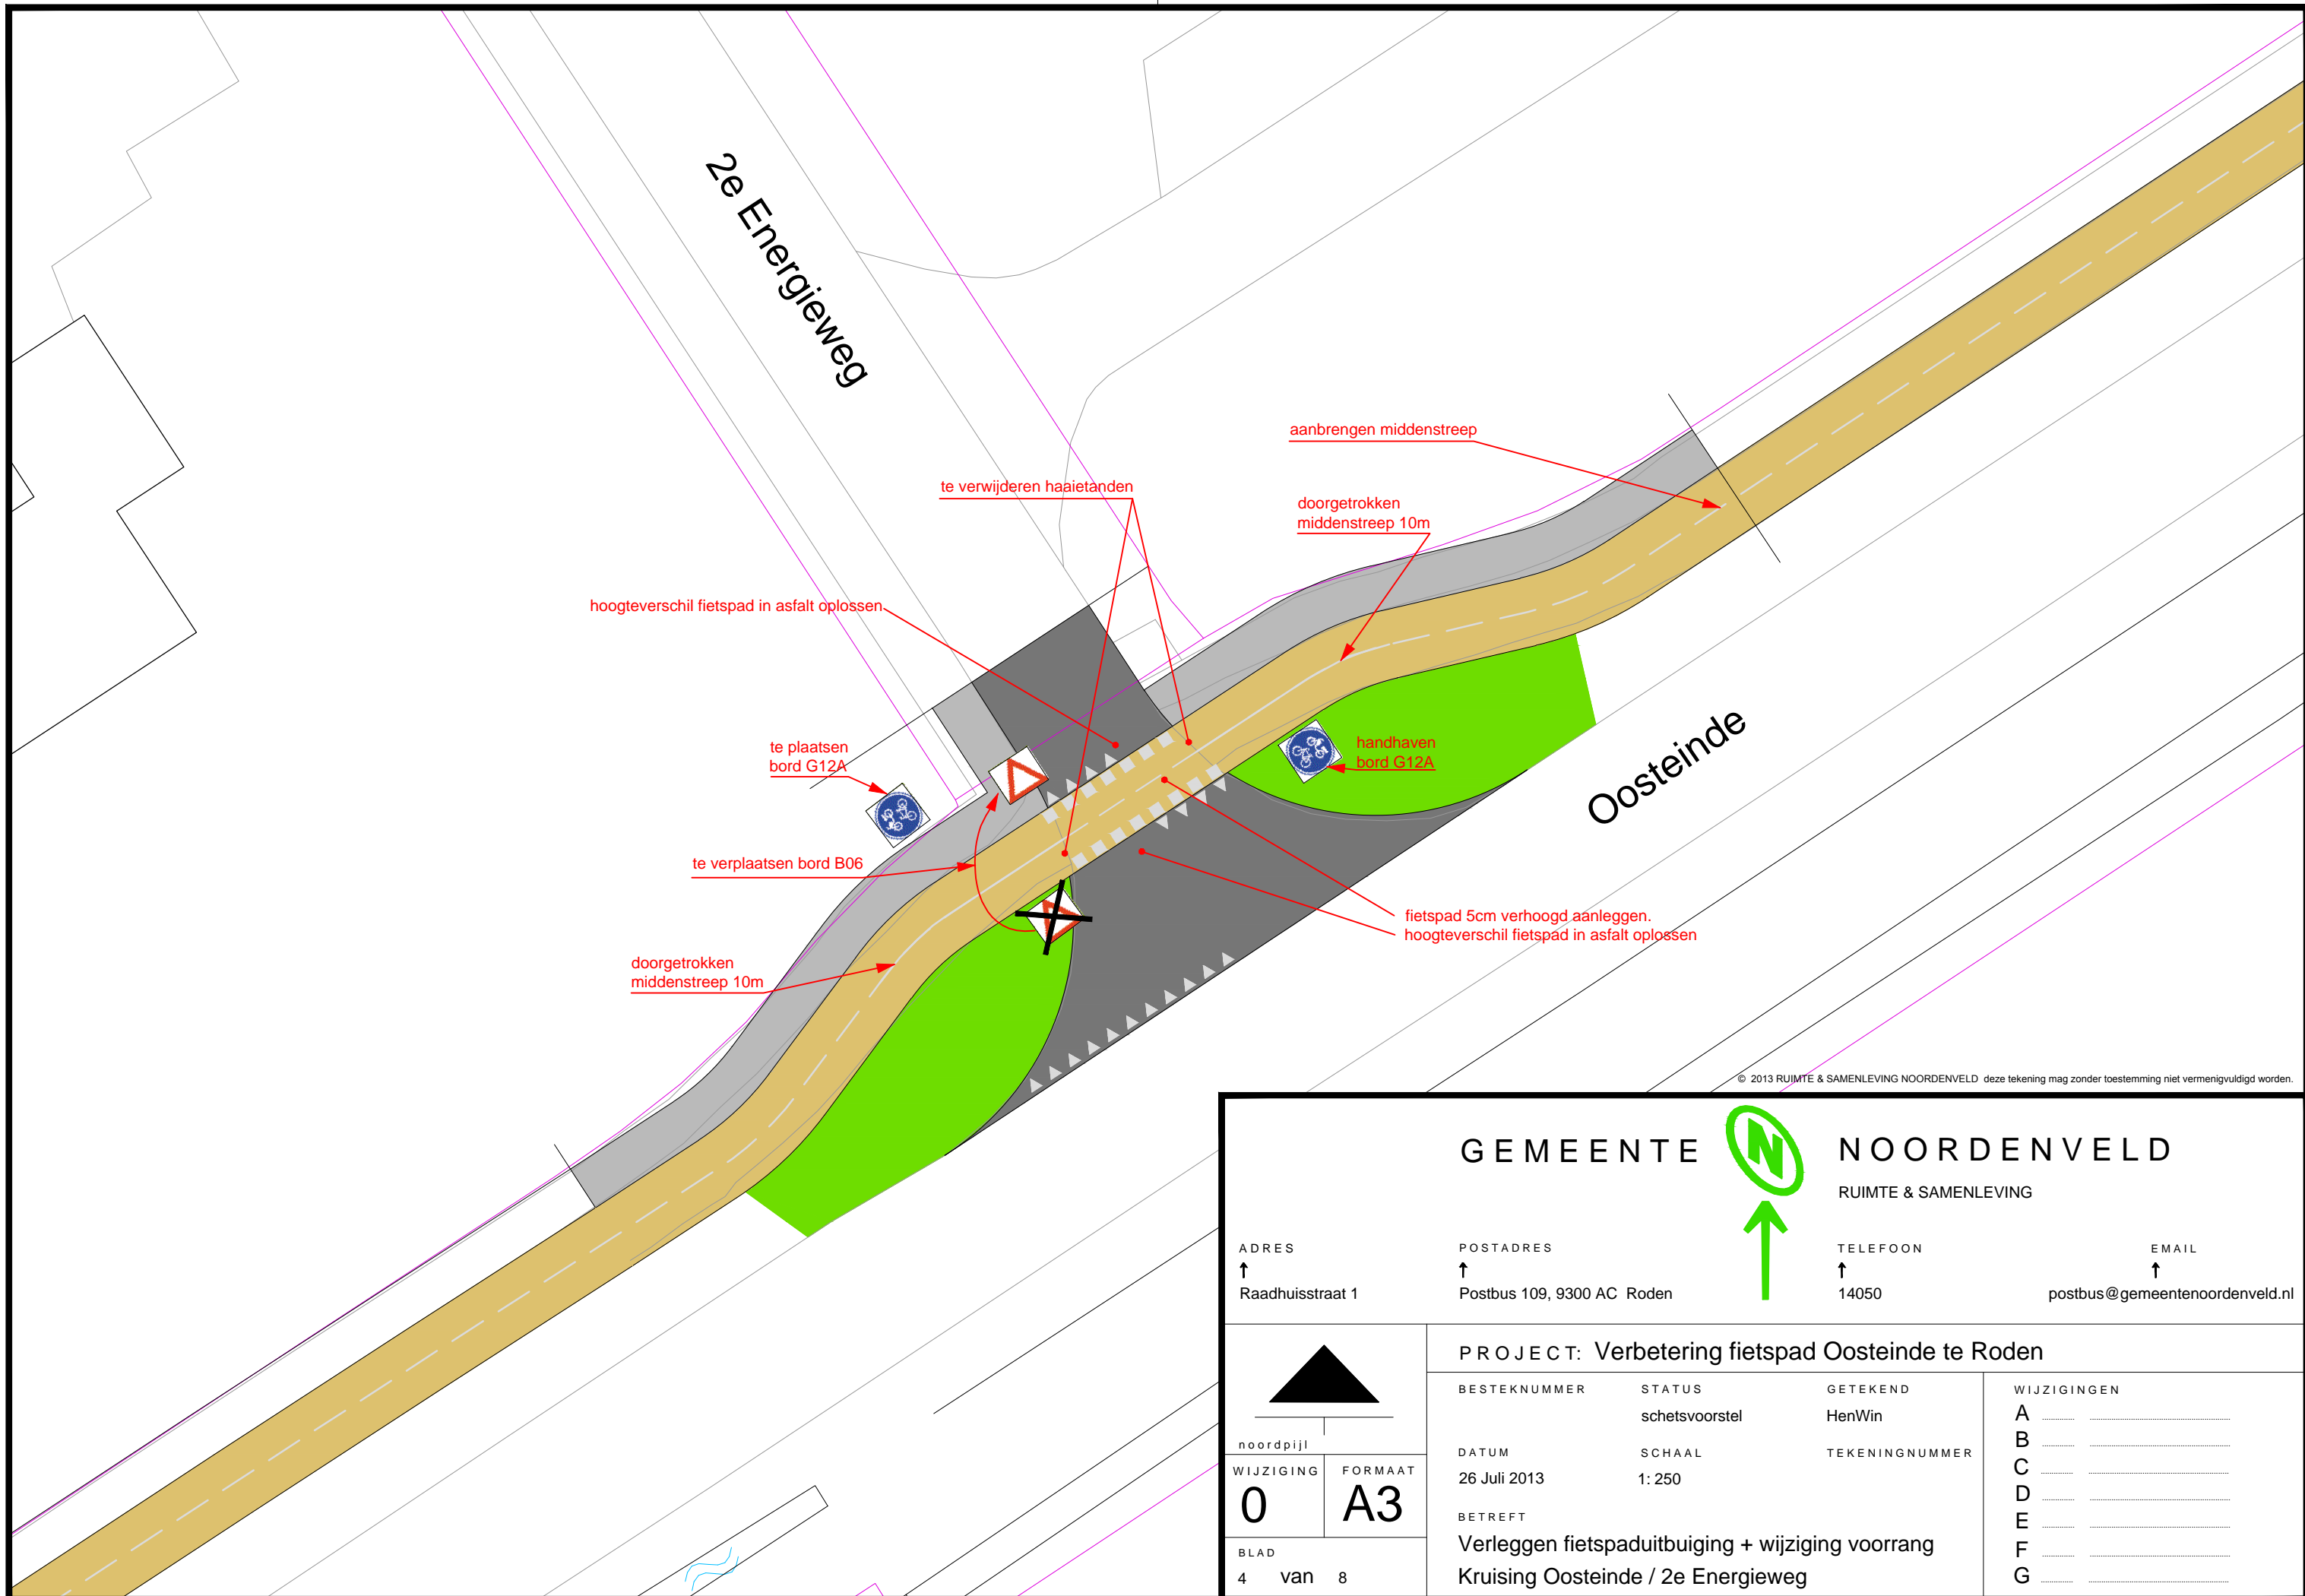 2e Energieweg
aanbrengen middenstreep
te verwijderen haaietanden
doorgetrokken
middenstreep 10m
hoogteverschil fietspad in asfalt oplossen
te plaatsen
bord G12A
handhaven
bord G12A
Oosteinde
te verplaatsen bord B06
fietspad 5cm verhoogd aanleggen.
hoogteverschil fietspad in asfalt oplossen
doorgetrokken
middenstreep 10m
© 2013 RUIMTE & SAMENLEVING NOORDENVELD deze tekening mag zonder toestemming niet vermenigvuldigd worden.
GEMEENTE N NOORDENVELD
RUIMTE & SAMENLEVING
ADRES POSTADRES TELEFOON EMAIL
Raadhuisstraat 1 Postbus 109, 9300 AC Roden 14050 postbus@gemeentenoordenveld.nl
PROJECT: Verbetering fietspad Oosteinde te Roden
BESTEKNUMMER STATUS GETEKEND WIJZIGINGEN
schetsvoorstel HenWin
A
B
C
D
E
F
G
noordpijl
DATUM SCHAAL TEKENINGNUMMER
26 Juli 2013 1: 250
WIJZIGING FORMAAT
0 A3
BETREFT
Verleggen fietspaduitbuiging + wijziging voorrang
Kruising Oosteinde / 2e Energieweg
BLAD
4 van 8